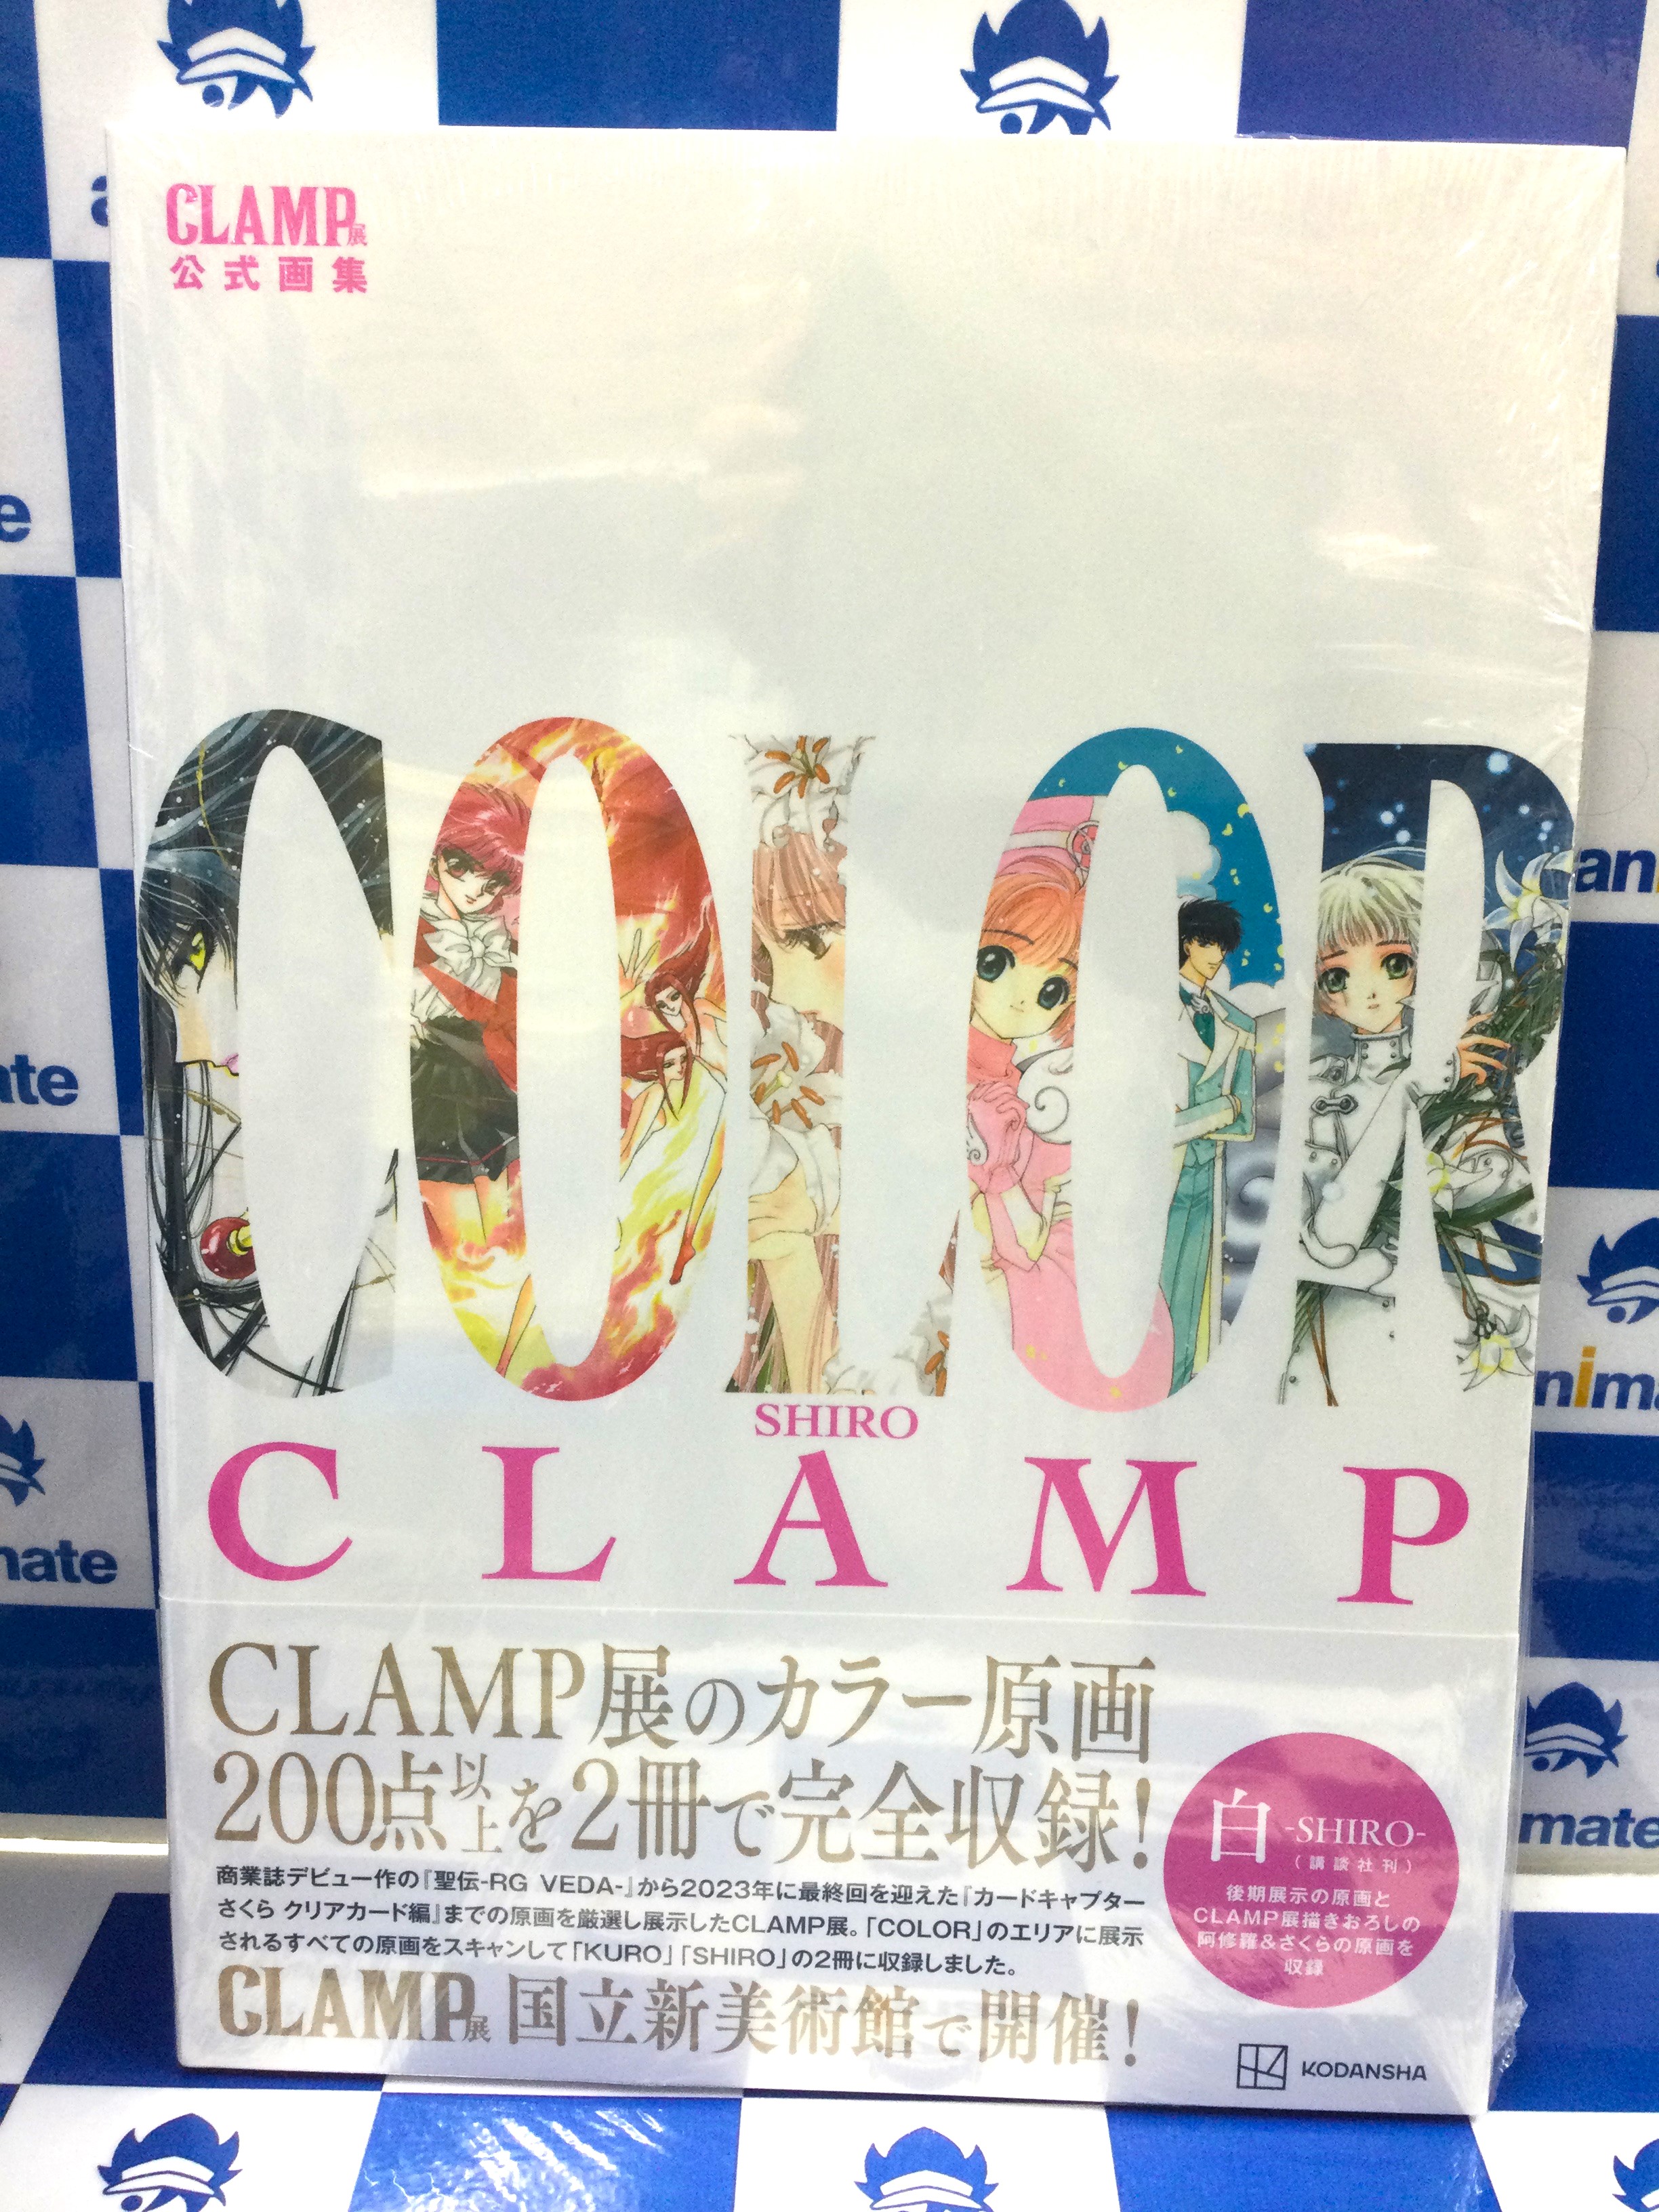 CLAMP展
公式画集
COLOR
SHIRO
CLAMP
CLAMP展のカラー原画
200点以上を2冊で完全収録!
商業誌デビュー作の『聖伝-RG VEDA-』から2023年に最終回を迎えた『カードキャプター
さくら クリアカード編』までの原画を厳選し展示したCLAMP展。「COLOR」のエリアに展示
されるすべての原画をスキャンして「KURO」「SHIRO」の2冊に収録しました。
CLAMP展 国立新美術館で開催!
白-SHIRO-
(講談社刊)
後期展示の原画と
CLAMP展描きおろしの
阿修羅&さくらの原画を
収録
KODANSHA
a
e
ate
mate
ani
nima
mate